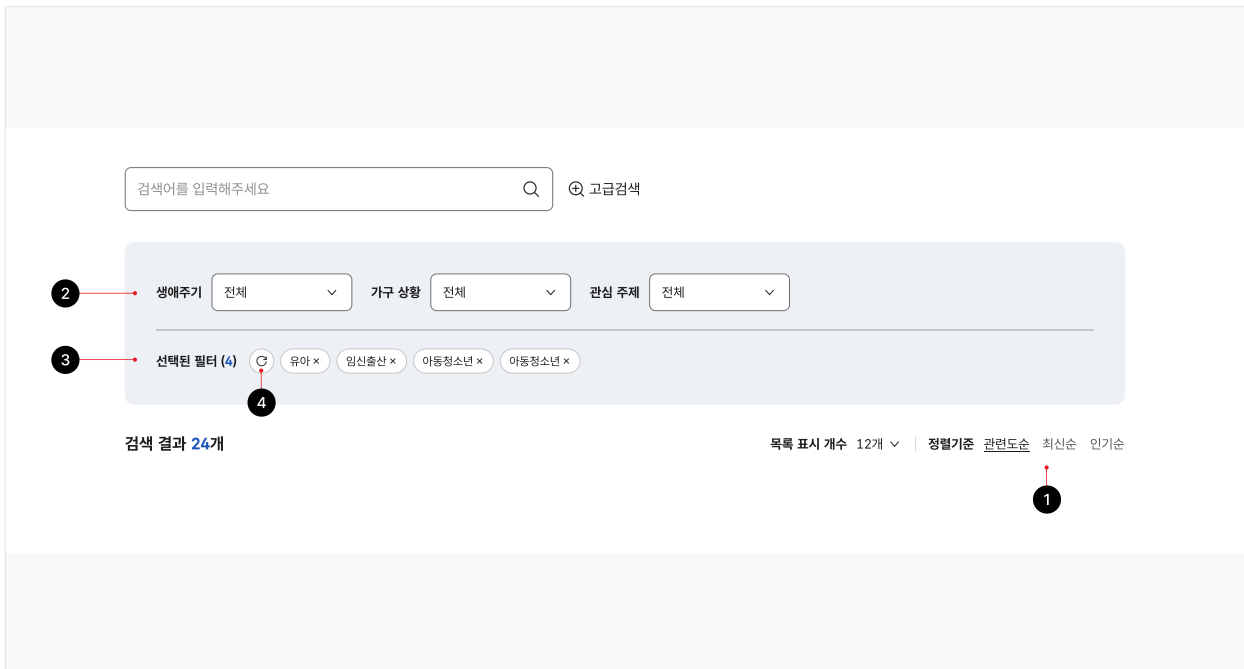 검색어를 입력해주세요 고급검색
2 생애주기 전체 가구 상황 전체 관심 주제 전체
3 선택된 필터 (4) 유아 × 임신출산 × 아동청소년 × 아동청소년 ×
4
검색 결과 24개 목록 표시 개수 12개 정렬기준 관련도순 최신순 인기순
1